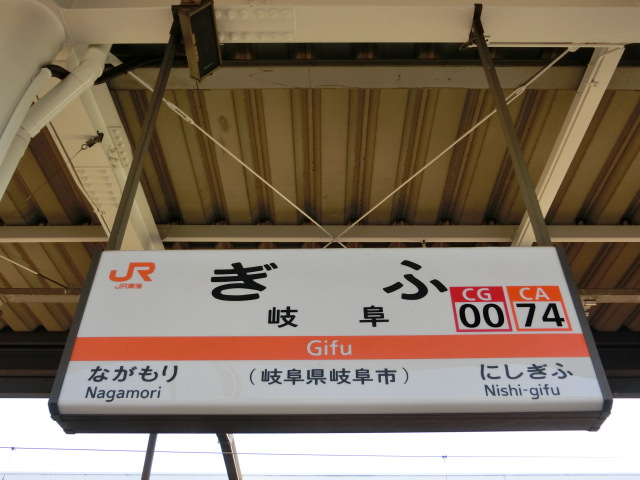 JR
JR東海
ぎふ
岐阜
CG
00
CA
74
Gifu
ながもり
Nagamori
(岐阜県岐阜市)
にしぎふ
Nishi-gifu